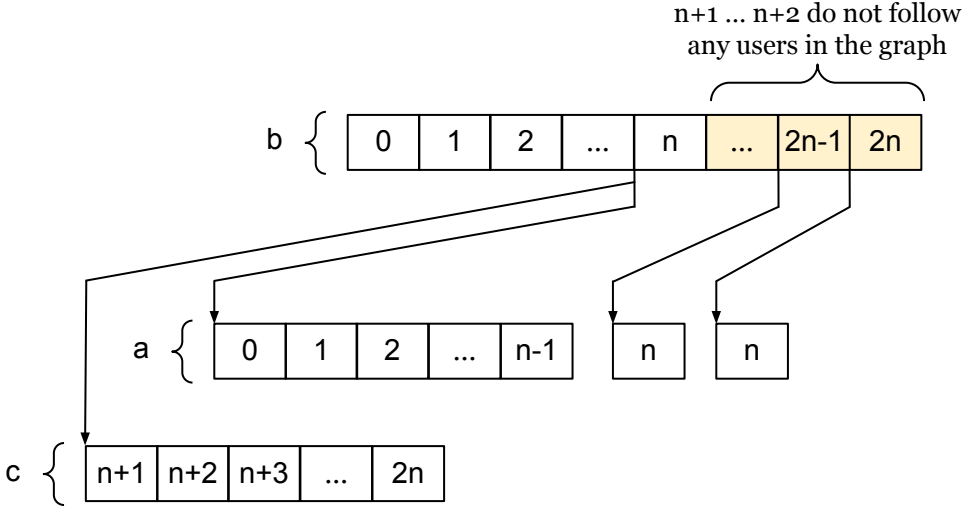 n+1 ... n+2 do not follow
any users in the graph
b 0 1 2 ... n ... 2n-1 2n
a 0 1 2 ... n-1 n n
c n+1 n+2 n+3 ... 2n